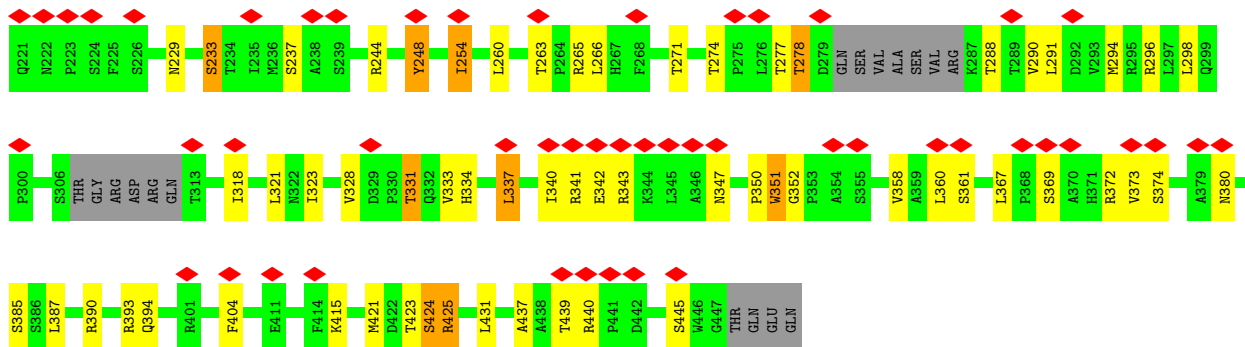 Q221 N222 P223 S224 F225 S226 N229 S233 T234 I235 M236 S237 A238 S239 R244 Y248 I254 L260 T263 P264 R265 L266 H267 F268 T271 T274 P275 L276 T277 T278 D279 GLN SER VAL ALA SER VAL ARG K287 T288 T289 V290 L291 D292 V293 M294 R295 R296 L297 L298 Q299
P300 S306 THR GLY ARG ASP ARG GLN T313 I318 L321 N322 I323 V328 D329 P330 T331 Q332 V333 H334 L337 I340 R341 E342 R343 K344 L345 A346 N347 P350 W351 G352 P353 A354 S355 V358 A359 L360 S361 L367 P368 S369 A370 H371 R372 V373 S374 A379 N380
S385 S386 L387 R390 R393 Q394 R401 F404 E411 F414 K415 M421 D422 T423 S424 R425 L431 A437 A438 T439 R440 P441 D442 S445 W446 G447 THR GLN GLU GLN